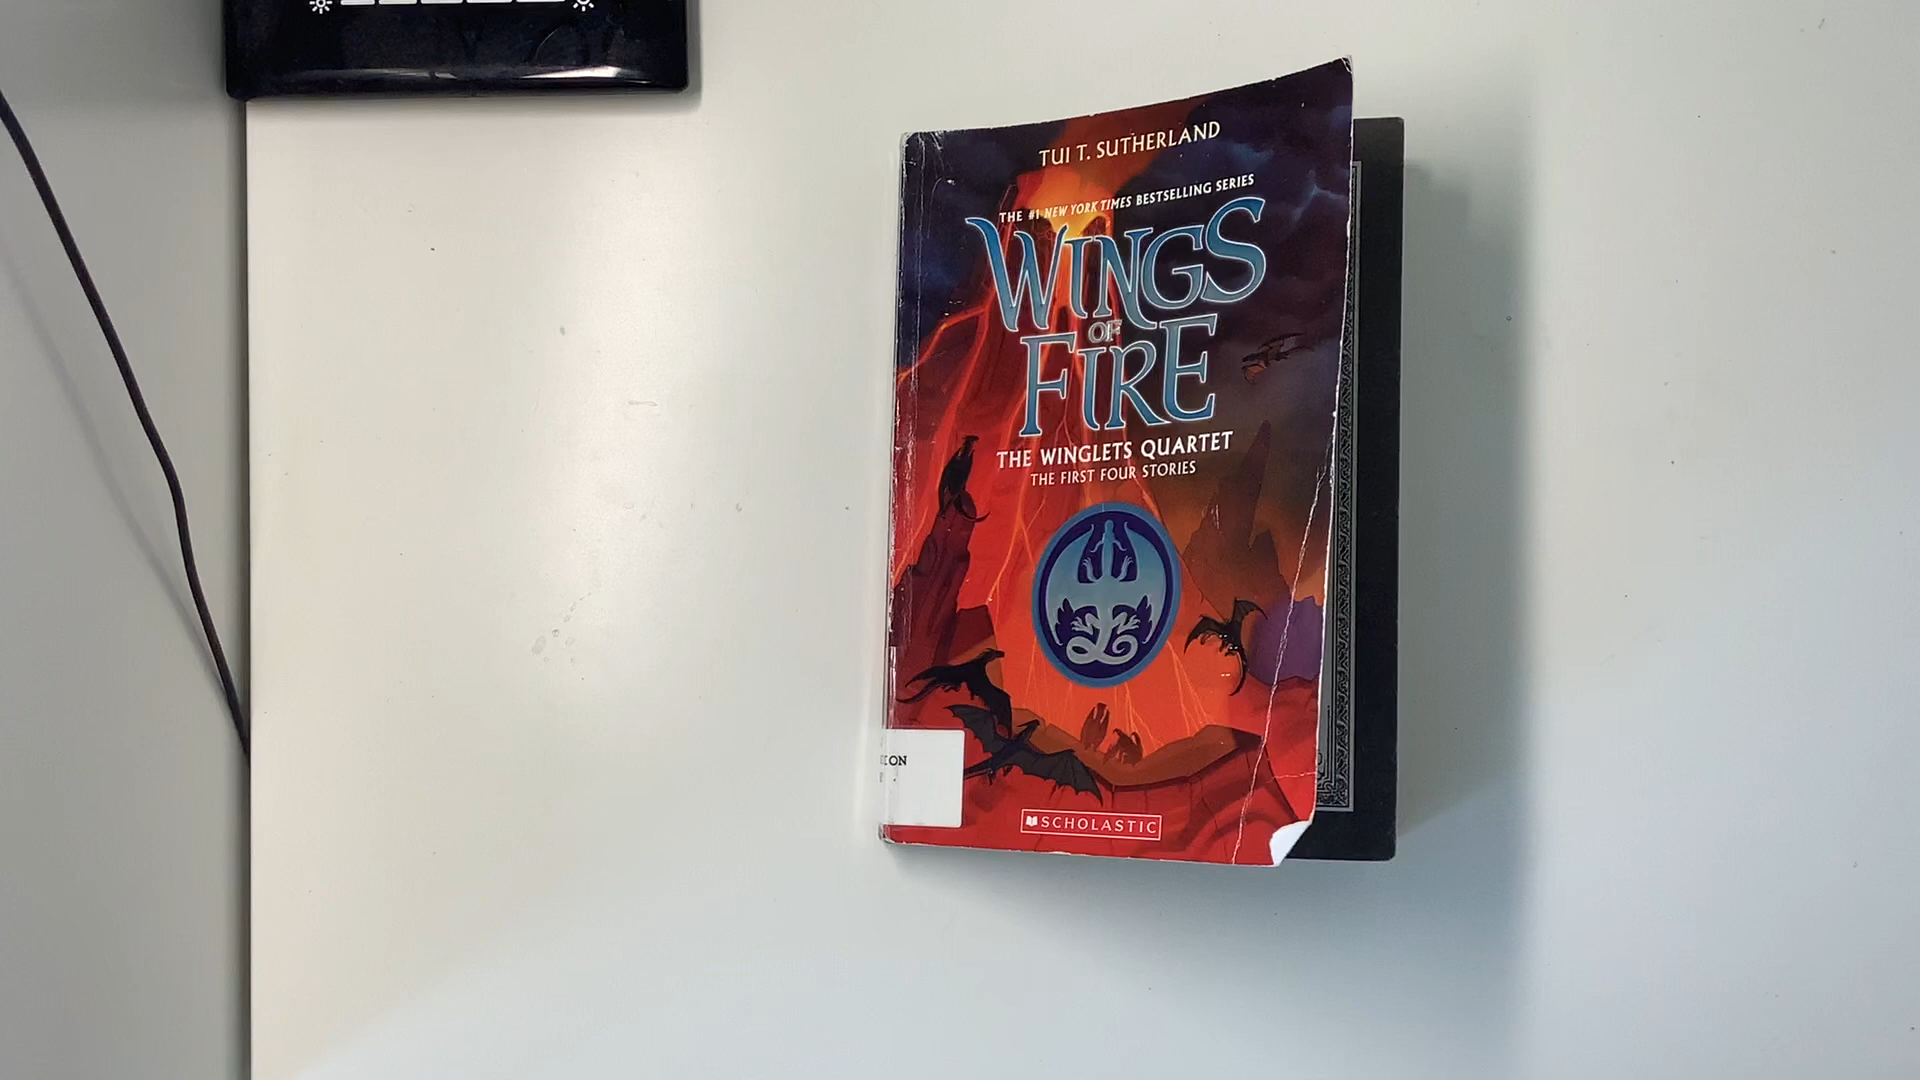 TUI T. SUTHERLAND
THE #1 NEW YORK TIMES BESTSELLING SERIES
WINGS
OF
FIRE
THE WINGLETS QUARTET
THE FIRST FOUR STORIES
SCHOLASTIC